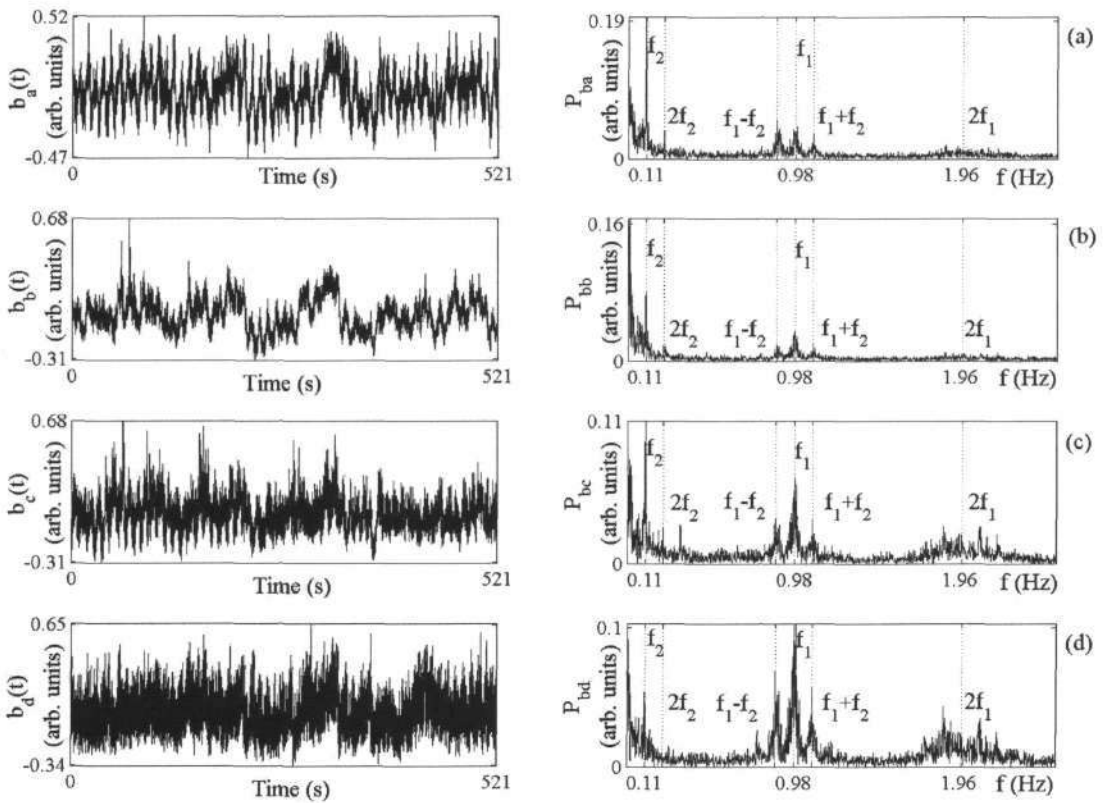 0.52
b_a(t)
(arb. units)
-0.47
0
Time (s)
521
0.19
P_ba
(arb. units)
0
f_2
2f_2
f_1-f_2
f_1
f_1+f_2
2f_1
0.11
0.98
1.96
f (Hz)
(a)
0.68
b_b(t)
(arb. units)
-0.31
0
Time (s)
521
0.16
P_bb
(arb. units)
0
f_2
2f_2
f_1-f_2
f_1
f_1+f_2
2f_1
0.11
0.98
1.96
f (Hz)
(b)
0.68
b_c(t)
(arb. units)
-0.31
0
Time (s)
521
0.11
P_bc
(arb. units)
0
f_2
2f_2
f_1-f_2
f_1
f_1+f_2
2f_1
0.11
0.98
1.96
f (Hz)
(c)
0.65
b_d(t)
(arb. units)
-0.34
0
Time (s)
521
0.1
P_bd
(arb. units)
0
f_2
2f_2
f_1-f_2
f_1
f_1+f_2
2f_1
0.11
0.98
1.96
f (Hz)
(d)